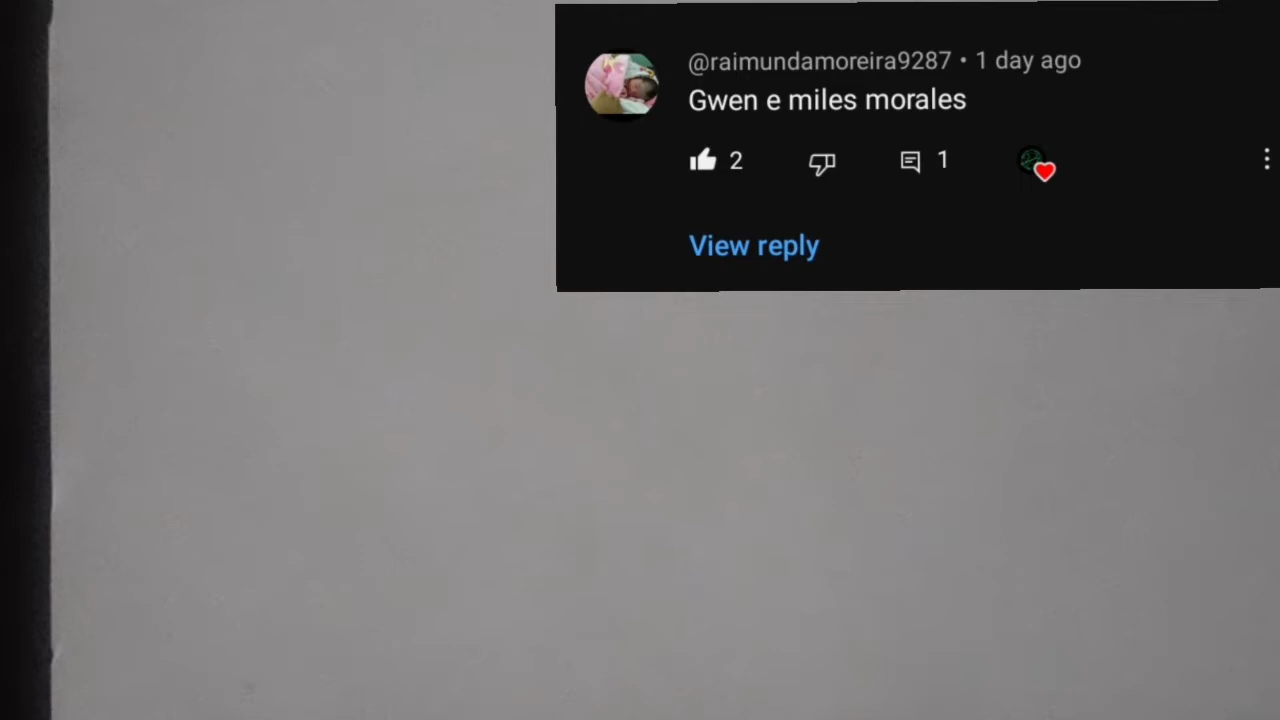 @raimundamoreira9287 • 1 day ago
Gwen e miles morales
2 1
View reply